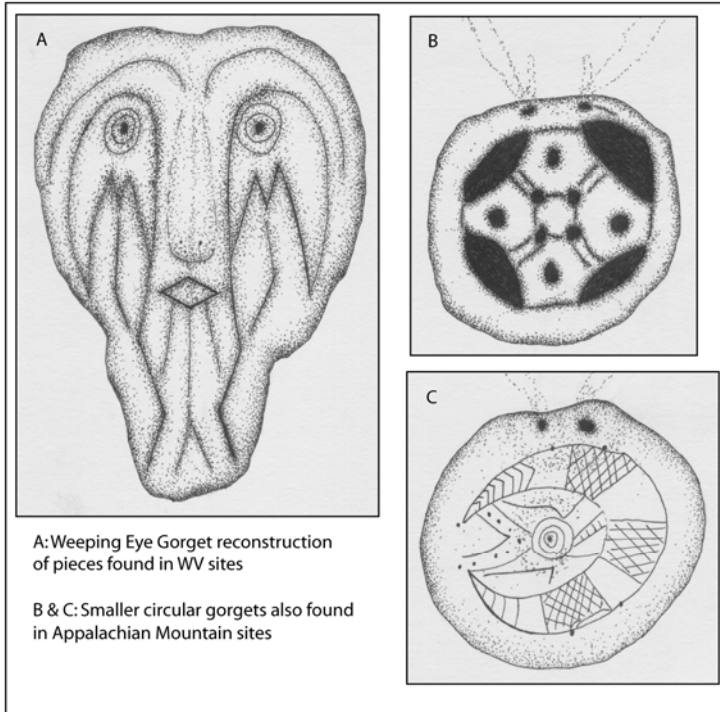 A
B
C
A: Weeping Eye Gorget reconstruction
of pieces found in WV sites
B & C: Smaller circular gorgets also found
in Appalachian Mountain sites